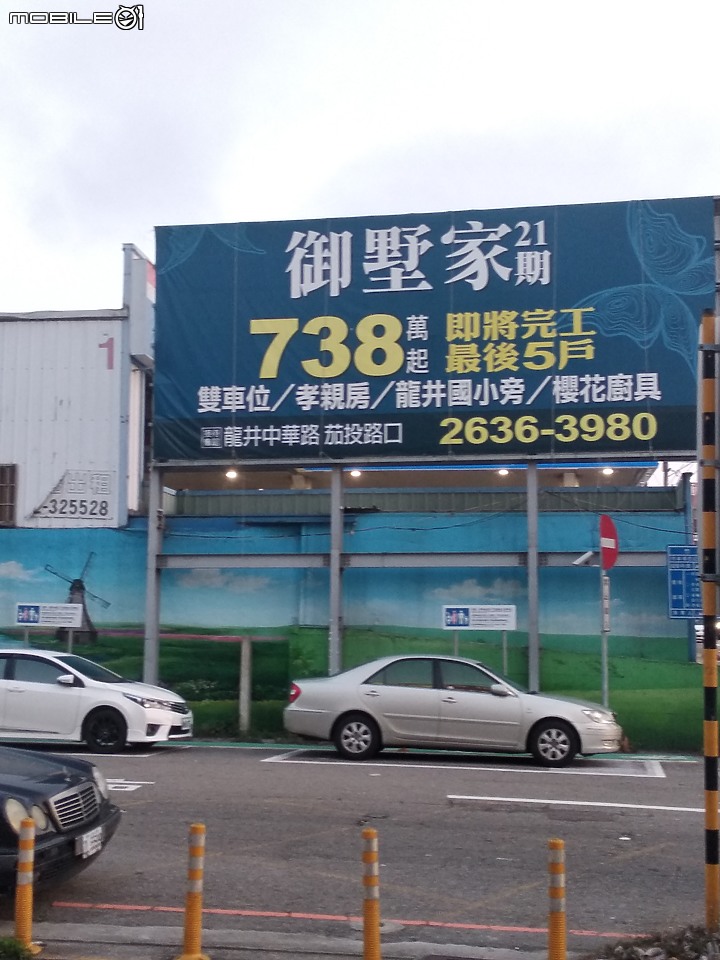 MOBILE01
御墅家21期
738萬起
即將完工
最後5戶
雙車位／孝親房／龍井國小旁／櫻花廚具
龍井中華路 茄投路口 2636-3980
1
出租
-325528